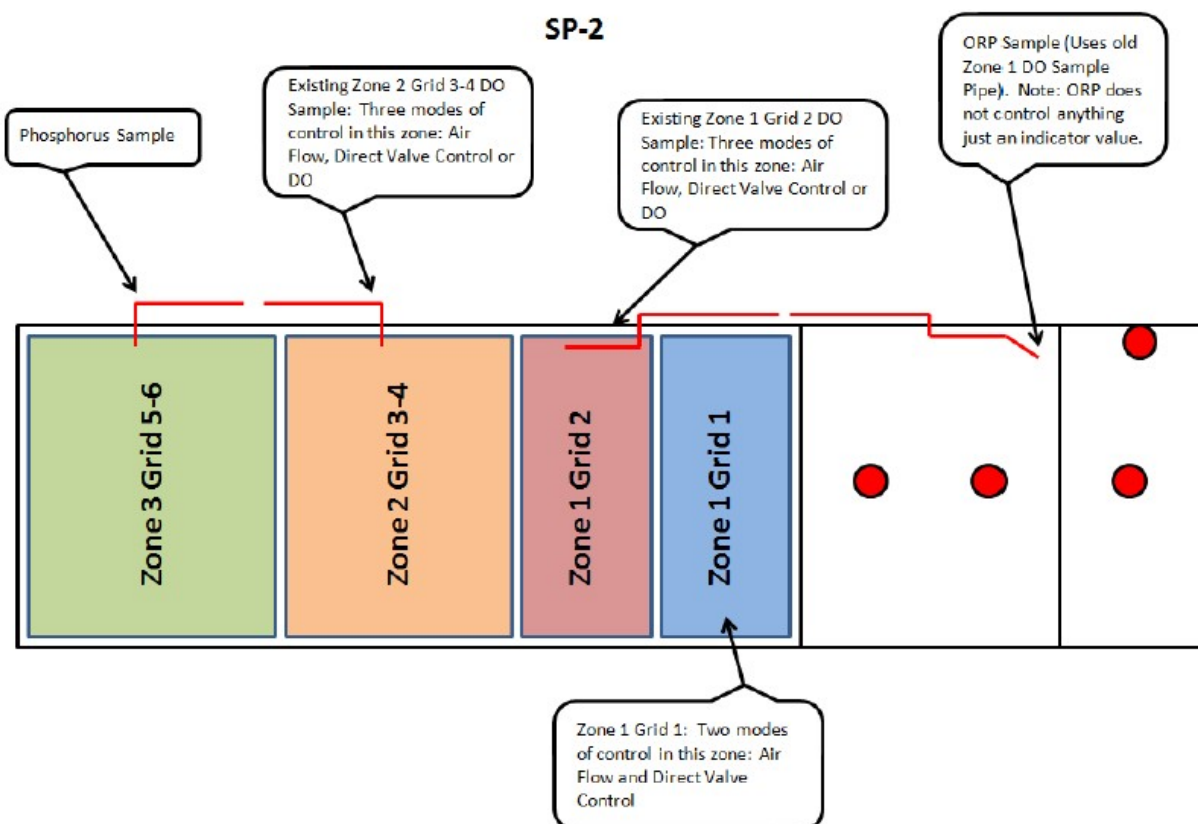 SP-2
Phosphorus Sample
Existing Zone 2 Grid 3-4 DO
Sample: Three modes of
control in this zone: Air
Flow, Direct Valve Control or
DO
Existing Zone 1 Grid 2 DO
Sample: Three modes of
control in this zone: Air
Flow, Direct Valve Control or
DO
ORP Sample (Uses old
Zone 1 DO Sample
Pipe). Note: ORP does
not control anything
just an indicator value.
Zone 3 Grid 5-6
Zone 2 Grid 3-4
Zone 1 Grid 2
Zone 1 Grid 1
Zone 1 Grid 1: Two modes
of control in this zone: Air
Flow and Direct Valve
Control